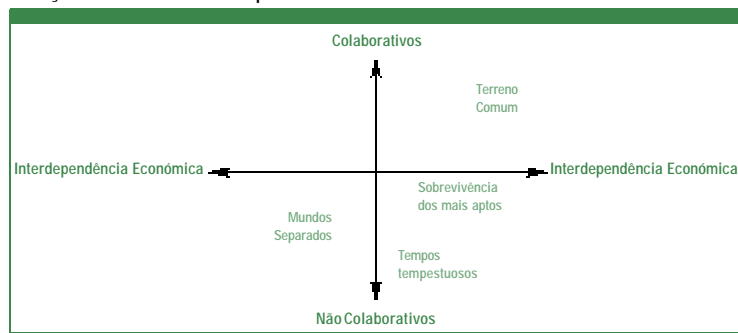 Colaborativos
Terreno
Comum
Interdependência Económica
Interdependência Económica
Sobrevivência
dos mais aptos
Mundos
Separados
Tempos
tempestuosos
Não Colaborativos